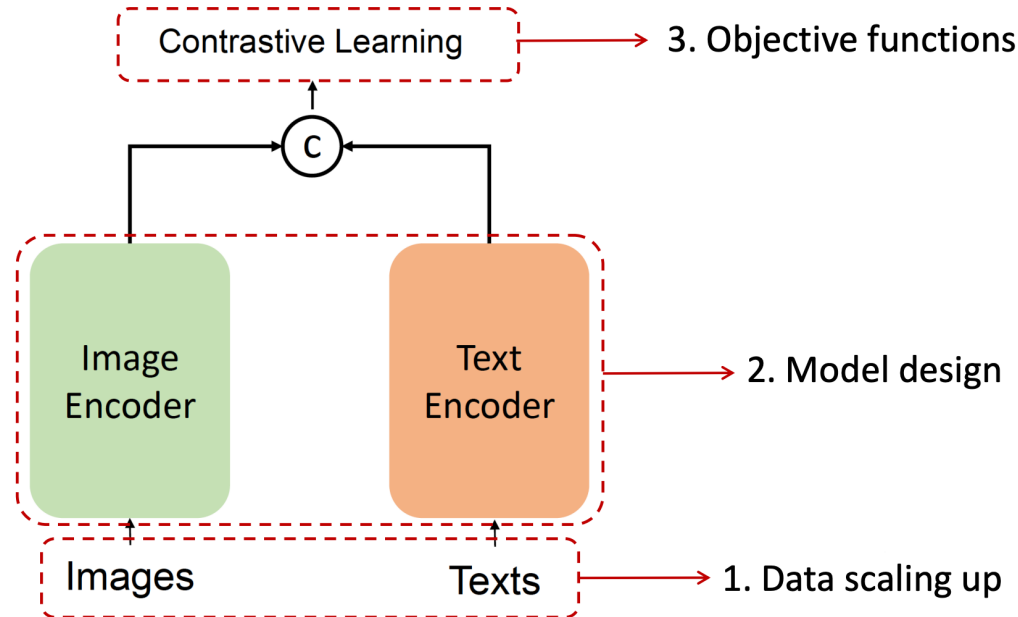 Contrastive Learning
3. Objective functions
C
Image
Encoder
Text
Encoder
2. Model design
Images
Texts
1. Data scaling up